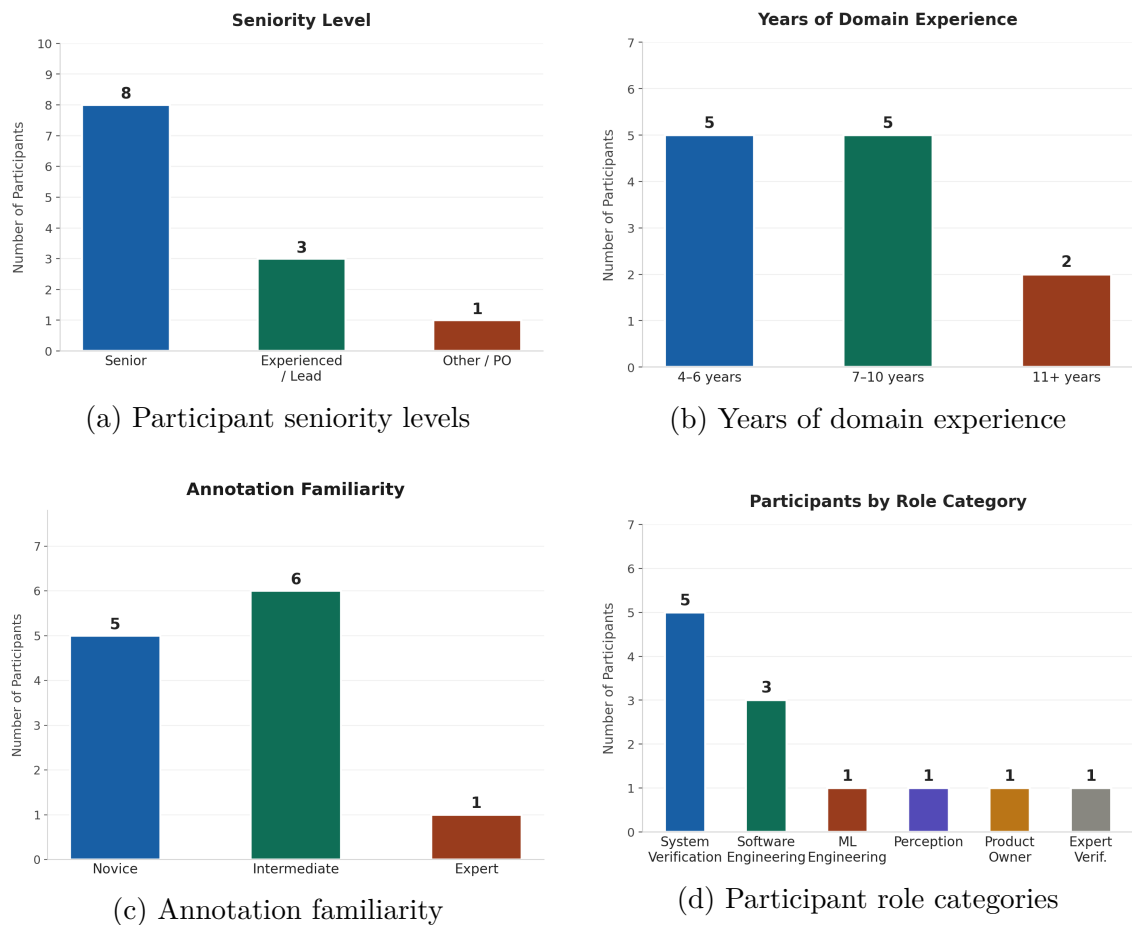 Seniority Level
Number of Participants
10
9
8
7
6
5
4
3
2
1
0
8
3
1
Senior
Experienced
/ Lead
Other / PO
(a) Participant seniority levels
Years of Domain Experience
Number of Participants
7
6
5
4
3
2
1
0
5
5
2
4–6 years
7–10 years
11+ years
(b) Years of domain experience
Annotation Familiarity
Number of Participants
7
6
5
4
3
2
1
0
5
6
1
Novice
Intermediate
Expert
(c) Annotation familiarity
Participants by Role Category
Number of Participants
7
6
5
4
3
2
1
0
5
3
1
1
1
1
System
Verification
Software
Engineering
ML
Engineering
Perception
Product
Owner
Expert
Verif.
(d) Participant role categories